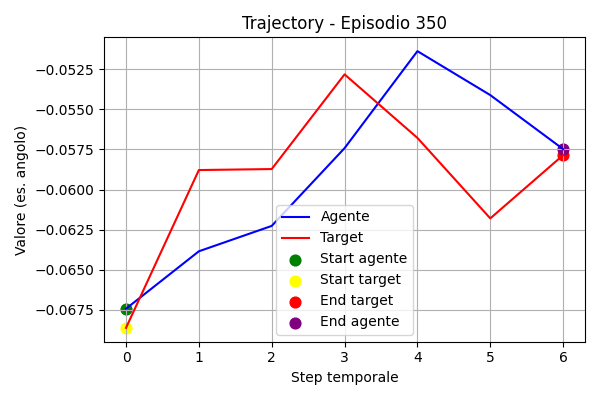 Trajectory - Episodio 350
Valore (es. angolo)
−0.0525
−0.0550
−0.0575
−0.0600
−0.0625
−0.0650
−0.0675
Agente
Target
Start agente
Start target
End target
End agente
0 1 2 3 4 5 6
Step temporale